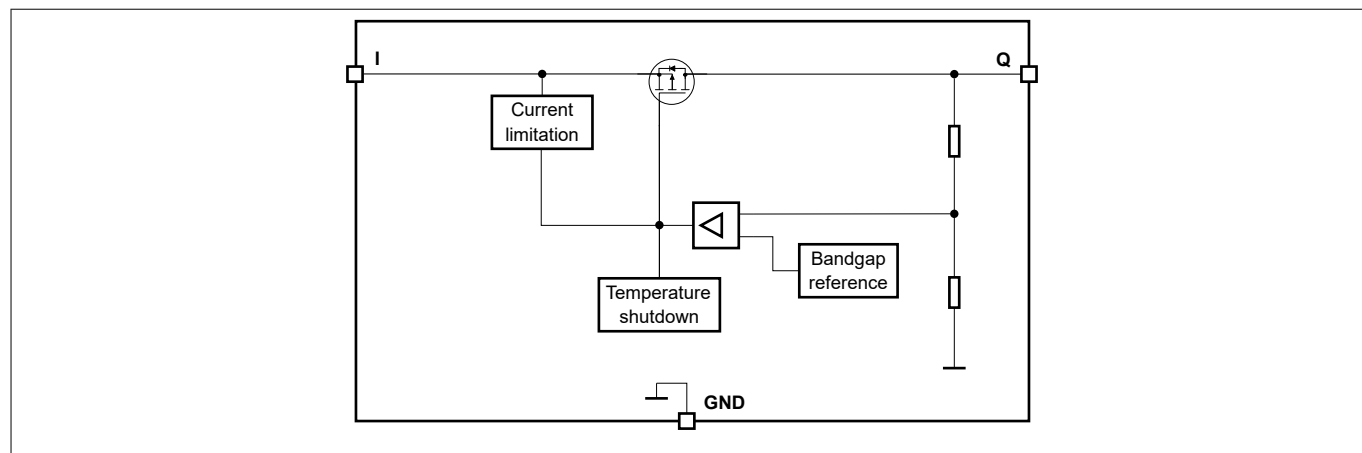 I
Q
Current
limitation
Bandgap
reference
Temperature
shutdown
GND